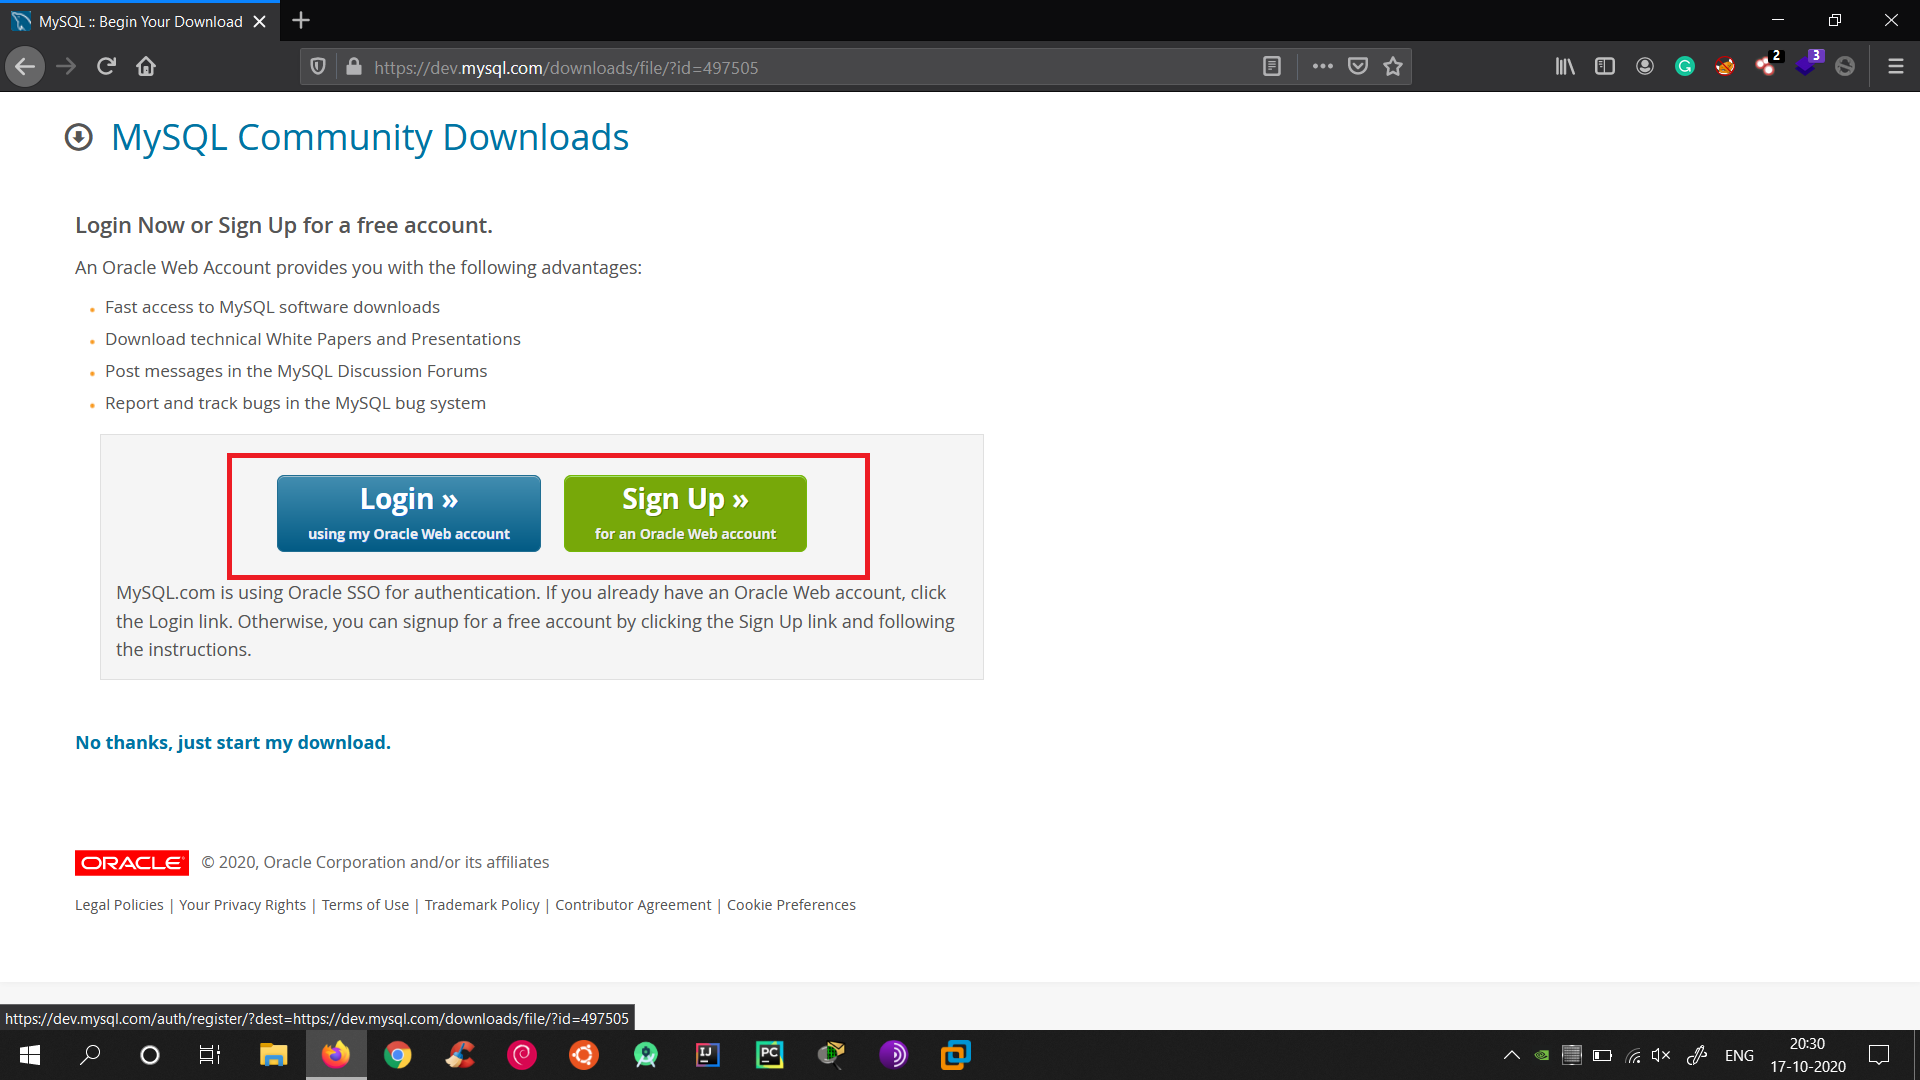 MySQL :: Begin Your Download
https://dev.mysql.com/downloads/file/?id=497505
2
3
MySQL Community Downloads
Login Now or Sign Up for a free account.
An Oracle Web Account provides you with the following advantages:
Fast access to MySQL software downloads
Download technical White Papers and Presentations
Post messages in the MySQL Discussion Forums
Report and track bugs in the MySQL bug system
Login »
using my Oracle Web account
Sign Up »
for an Oracle Web account
MySQL.com is using Oracle SSO for authentication. If you already have an Oracle Web account, click
the Login link. Otherwise, you can signup for a free account by clicking the Sign Up link and following
the instructions.
No thanks, just start my download.
ORACLE © 2020, Oracle Corporation and/or its affiliates
Legal Policies | Your Privacy Rights | Terms of Use | Trademark Policy | Contributor Agreement | Cookie Preferences
https://dev.mysql.com/auth/register/?dest=https://dev.mysql.com/downloads/file/?id=497505
IJ
PC
ENG
20:30
17-10-2020